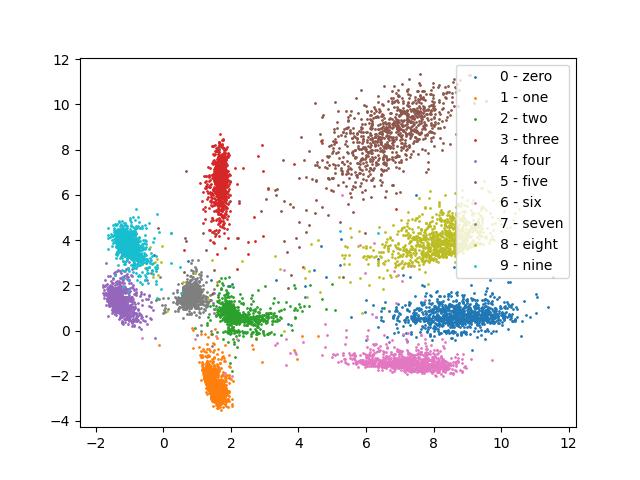 12
10
8
6
4
2
0
−2
−4
−2 0 2 4 6 8 10 12
0 - zero
1 - one
2 - two
3 - three
4 - four
5 - five
6 - six
7 - seven
8 - eight
9 - nine